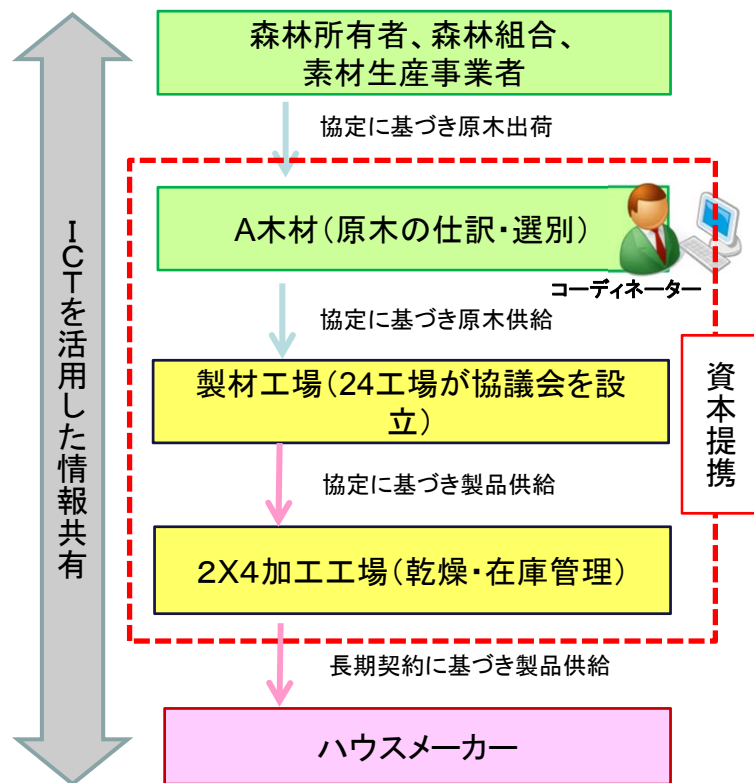 森林所有者、森林組合、
素材生産事業者
協定に基づき原木出荷
A木材(原木の仕訳・選別)
コーディネーター
協定に基づき原木供給
製材工場(24工場が協議会を設
立)
協定に基づき製品供給
2X4加工工場(乾燥・在庫管理)
長期契約に基づき製品供給
ハウスメーカー
ICTを活用した情報共有
資本提携